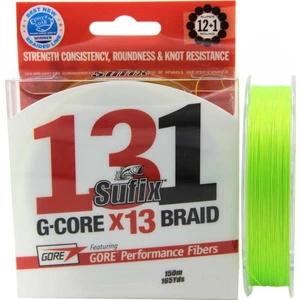 BEST NEW
WINNER
12+1
STRENGTH CONSISTENCY, ROUNDNESS & KNOT RESISTANCE
131
Sufix
G-CORE X13 BRAID
GORE
Featuring
GORE Performance Fibers
150m
165Yds